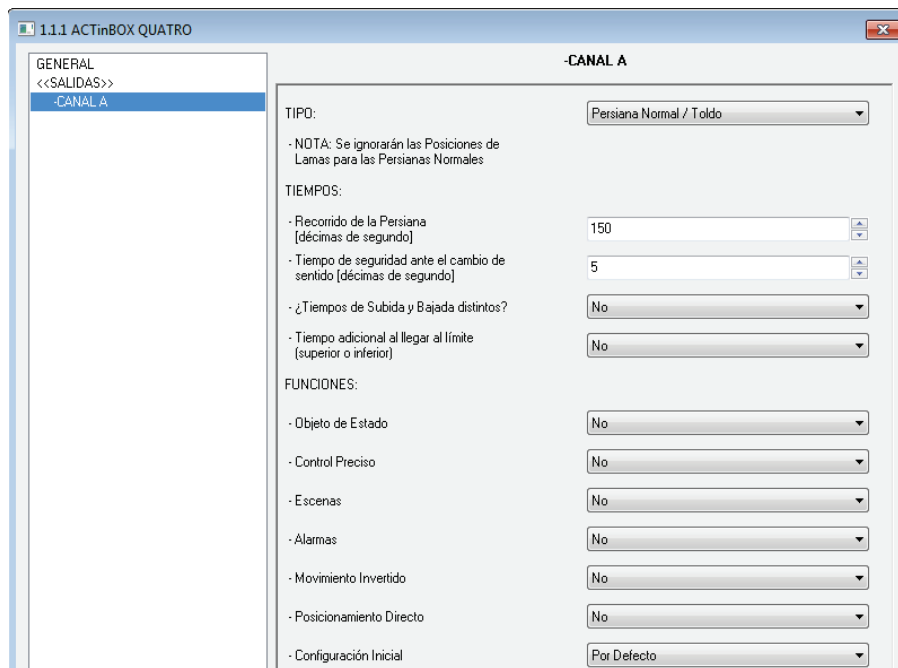 1.1.1 ACTinBOX QUATRO
GENERAL
<<SALIDAS>>
-CANAL A
-CANAL A
TIPO:
Persiana Normal / Toldo
- NOTA: Se ignorarán las Posiciones de
Lamas para las Persianas Normales
TIEMPOS:
- Recorrido de la Persiana
[décimas de segundo]
150
- Tiempo de seguridad ante el cambio de
sentido [décimas de segundo]
5
- ¿Tiempos de Subida y Bajada distintos?
No
- Tiempo adicional al llegar al límite
(superior o inferior)
No
FUNCIONES:
- Objeto de Estado
No
- Control Preciso
No
- Escenas
No
- Alarmas
No
- Movimiento Invertido
No
- Posicionamiento Directo
No
- Configuración Inicial
Por Defecto